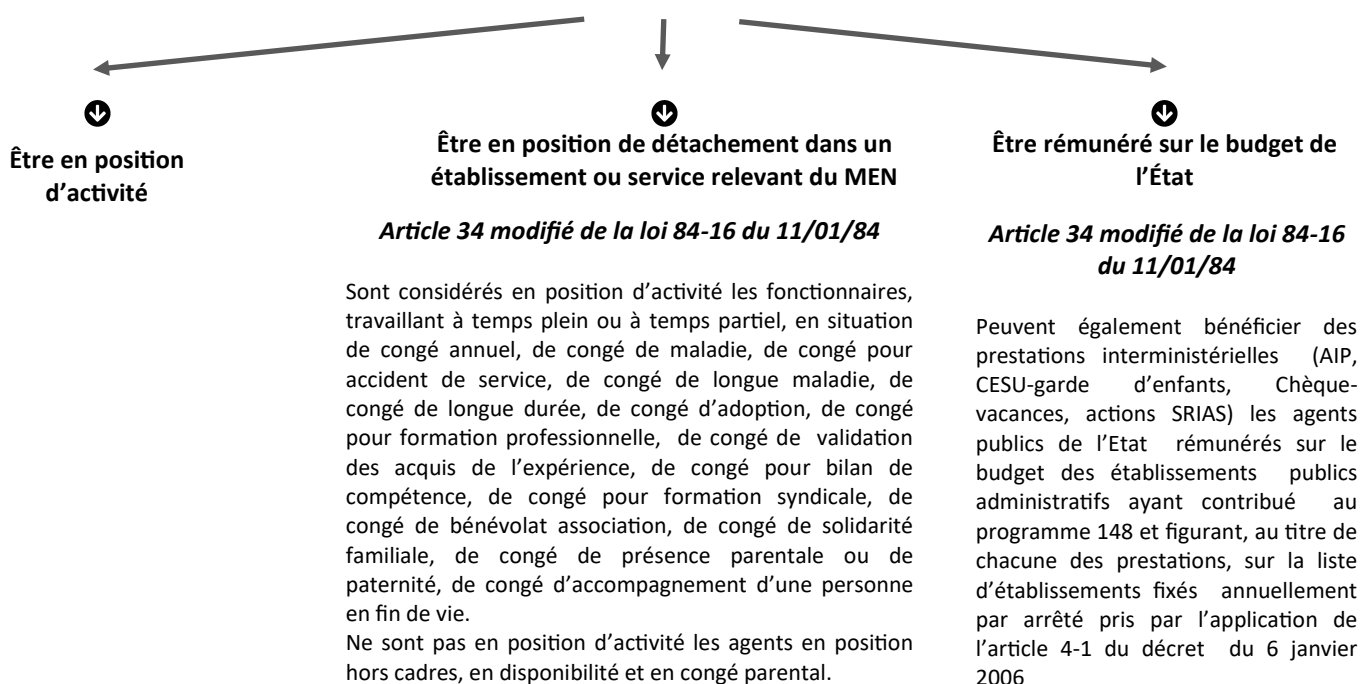 Être en position
d’activité
Être en position de détachement dans un
établissement ou service relevant du MEN
Article 34 modifié de la loi 84-16 du 11/01/84
Sont considérés en position d’activité les fonctionnaires,
travaillant à temps plein ou à temps partiel, en situation
de congé annuel, de congé de maladie, de congé pour
accident de service, de congé de longue maladie, de
congé de longue durée, de congé d’adoption, de congé
pour formation professionnelle, de congé de validation
des acquis de l’expérience, de congé pour bilan de
compétence, de congé pour formation syndicale, de
congé de bénévolat association, de congé de solidarité
familiale, de congé de présence parentale ou de
paternité, de congé d’accompagnement d’une personne
en fin de vie.
Ne sont pas en position d’activité les agents en position
hors cadres, en disponibilité et en congé parental.
Être rémunéré sur le budget de
l’État
Article 34 modifié de la loi 84-16
du 11/01/84
Peuvent également bénéficier des
prestations interministérielles (AIP,
CESU-garde d’enfants, Chèque-
vacances, actions SRIAS) les agents
publics de l’Etat rémunérés sur le
budget des établissements publics
administratifs ayant contribué au
programme 148 et figurant, au titre de
chacune des prestations, sur la liste
d’établissements fixés annuellement
par arrêté pris par l’application de
l’article 4-1 du décret du 6 janvier
2006